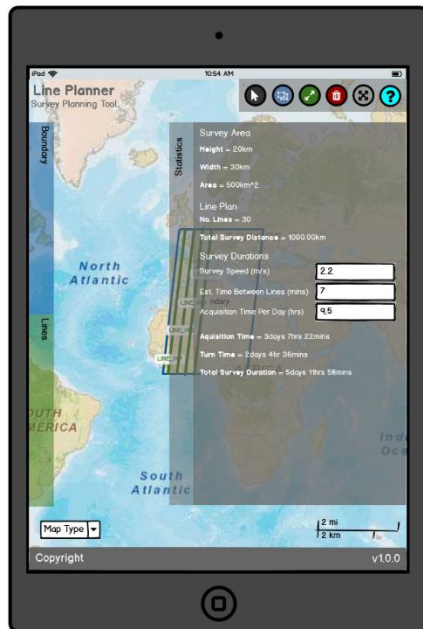 iPad
10:54 AM
Line Planner
Survey Planning Tool
Boundary
Lines
Statistics
Survey Area
Height = 20km
Width = 30km
Area = 500km^2
Line Plan
No. Lines = 30
Total Survey Distance = 1000.00km
Survey Durations
Survey Speed (m/s) 2.2
Est. Time Between Lines (mins) 7
Acquisition Time Per Day (hrs) 9.5
Aquisition Time = 3days 7hrs 22mins
Turn Time = 2days 4hr 36mins
Total Survey Duration = 5days 11hrs 58mins
North
Atlantic
South
Atlantic
Map Type
2 mi
2 km
Copyright
v1.0.0
?